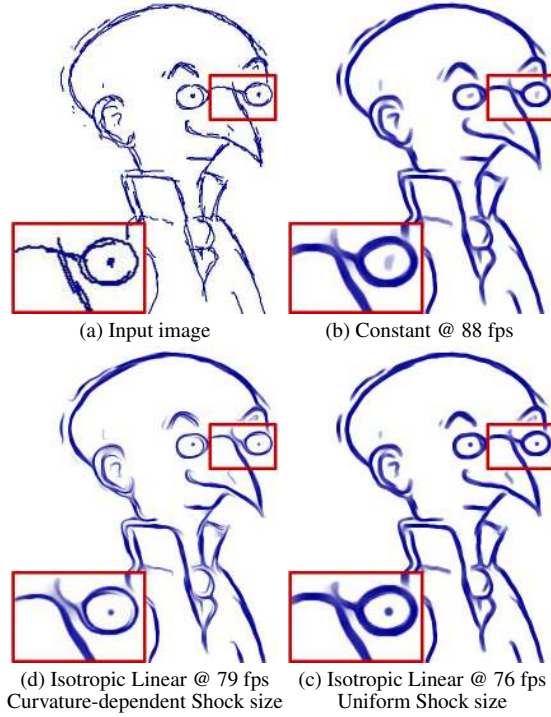 (a) Input image
(b) Constant @ 88 fps
(d) Isotropic Linear @ 79 fps
Curvature-dependent Shock size
(c) Isotropic Linear @ 76 fps
Uniform Shock size